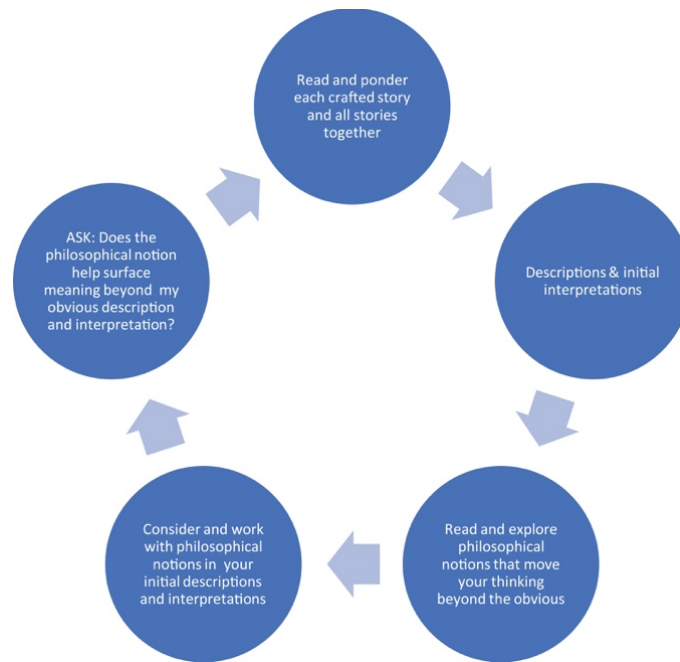 Read and ponder
each crafted story
and all stories
together
Descriptions & initial
interpretations
Read and explore
philosophical
notions that move
your thinking
beyond the obvious
Consider and work
with philosophical
notions in your
initial descriptions
and interpretations
ASK: Does the
philosophical notion
help surface
meaning beyond my
obvious description
and interpretation?